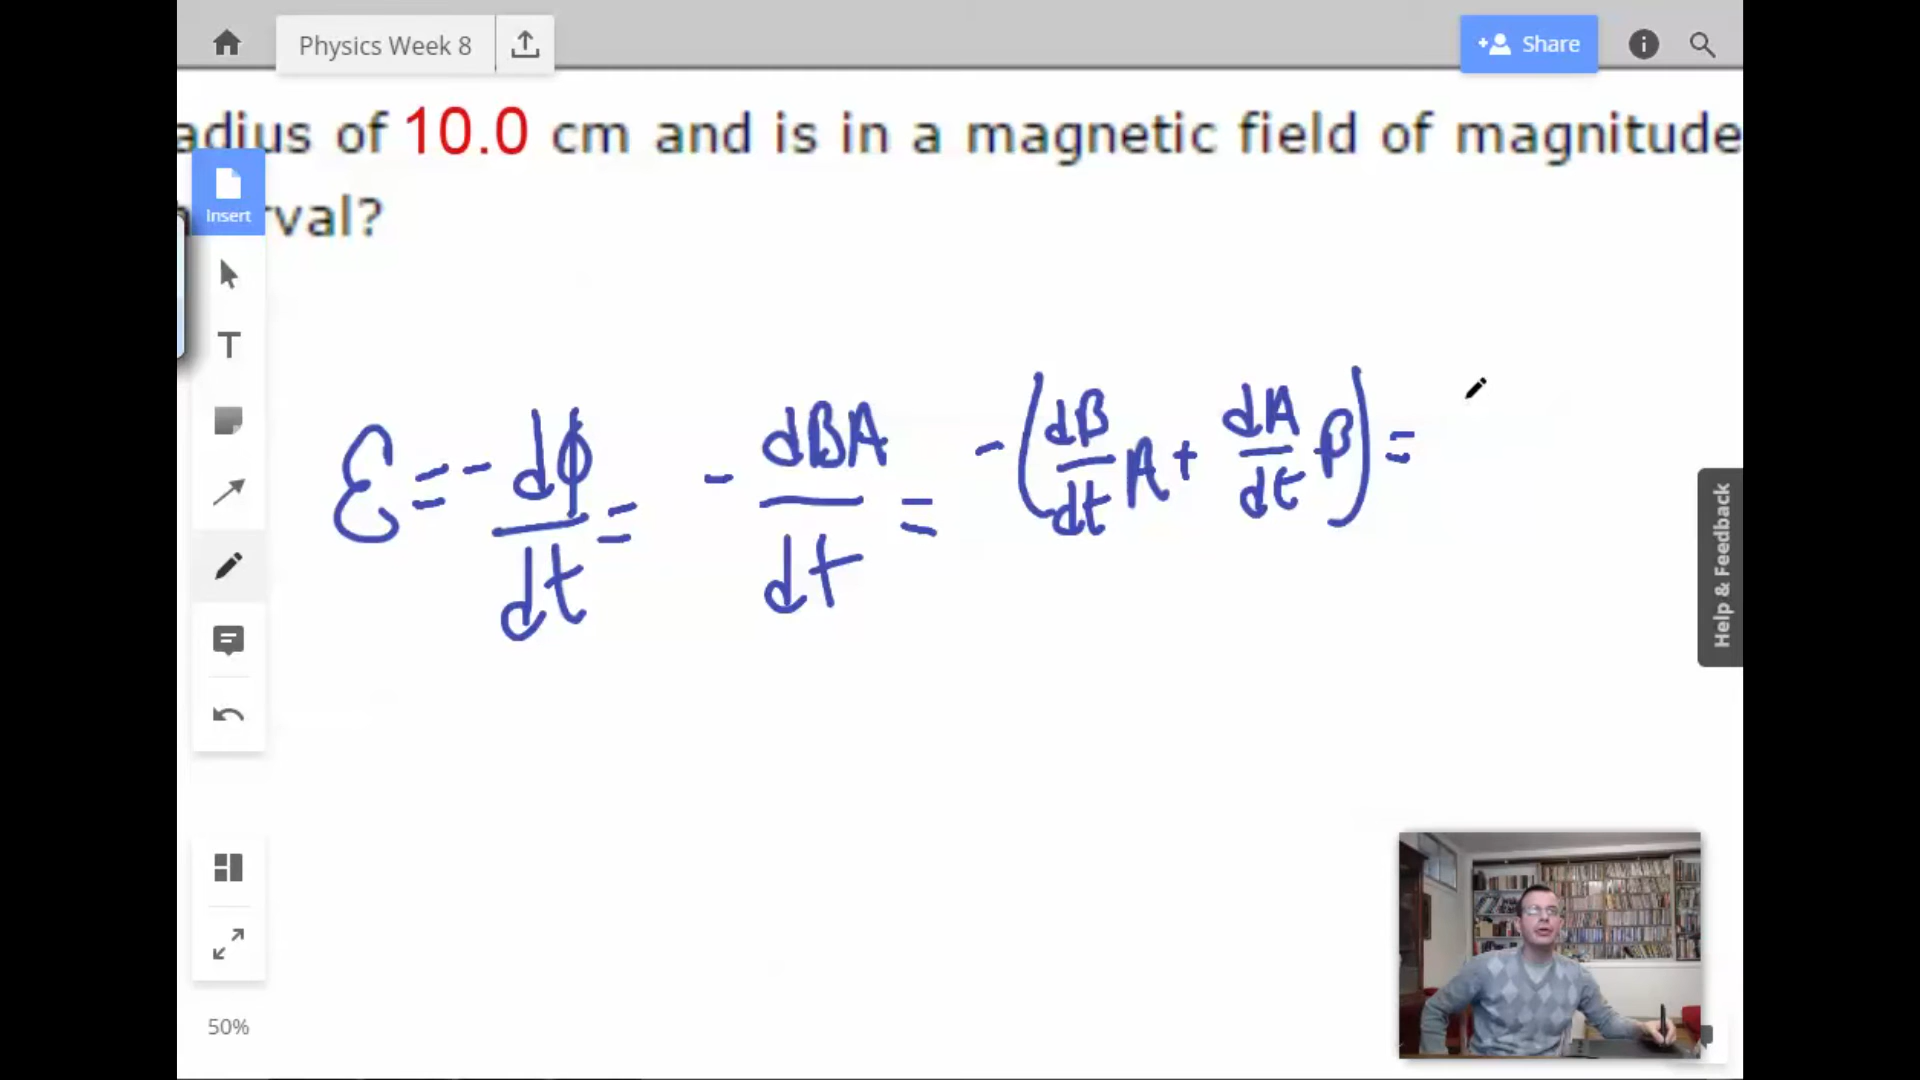 Physics Week 8
Share
adius of 10.0 cm and is in a magnetic field of magnitude
Insert
rval?
T
ℰ = - dϕ/dt = - dBA/dt = -(dB/dt A + dA/dt B) =
Help & Feedback
50%